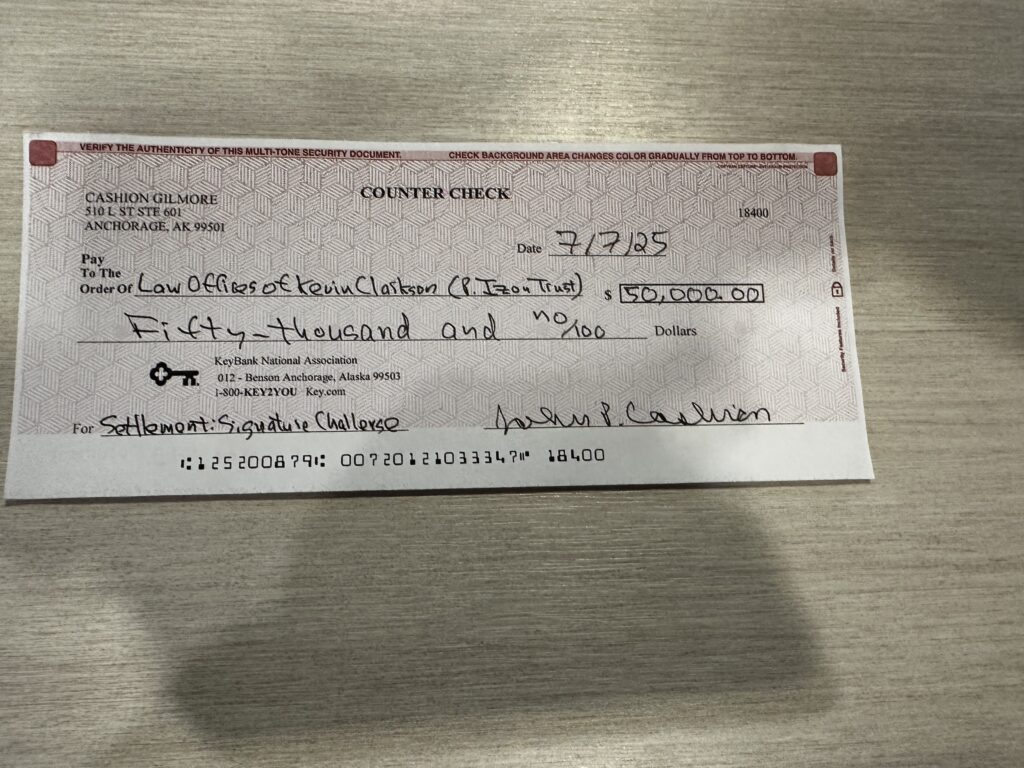 VERIFY THE AUTHENTICITY OF THIS MULTI-TONE SECURITY DOCUMENT. CHECK BACKGROUND AREA CHANGES COLOR GRADUALLY FROM TOP TO BOTTOM.
COUNTER CHECK
CASHION GILMORE
510 L ST STE 601
ANCHORAGE, AK 99501
18400
Date 7/7/25
Pay
To The
Order Of Law Offices of Kevin Clarkson (P. Izon Trust) $ 50,000.00
Fifty-thousand and no/100 Dollars
KeyBank National Association
012 - Benson Anchorage, Alaska 99503
1-800-KEY2YOU Key.com
For Settlement: Signature Challenge John P. Cashion
⑆125200879⑆ 00720121033347⑈ 18400